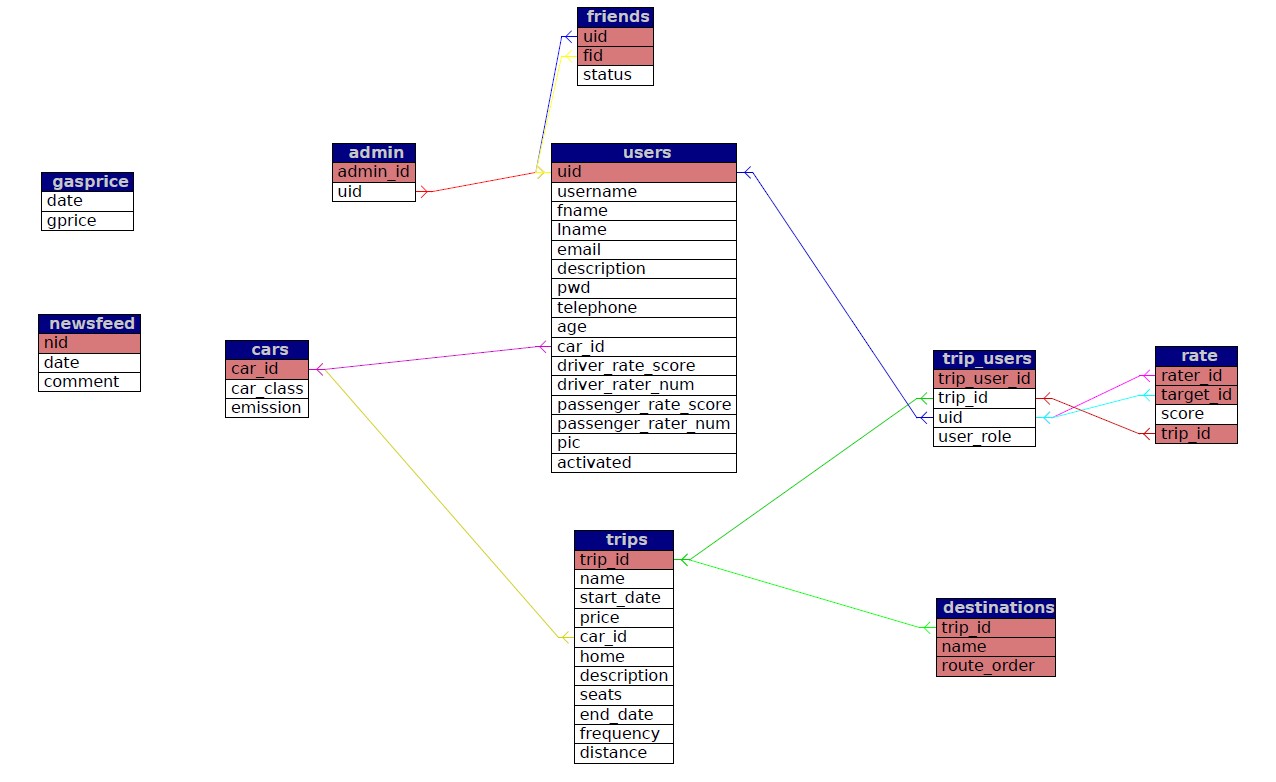 friends
uid
fid
status
admin
admin_id
uid
users
uid
username
fname
lname
email
description
pwd
telephone
age
car_id
driver_rate_score
driver_rater_num
passenger_rate_score
passenger_rater_num
pic
activated
gasprice
date
gprice
newsfeed
nid
date
comment
cars
car_id
car_class
emission
trip_users
trip_user_id
trip_id
uid
user_role
rate
rater_id
target_id
score
trip_id
trips
trip_id
name
start_date
price
car_id
home
description
seats
end_date
frequency
distance
destinations
trip_id
name
route_order